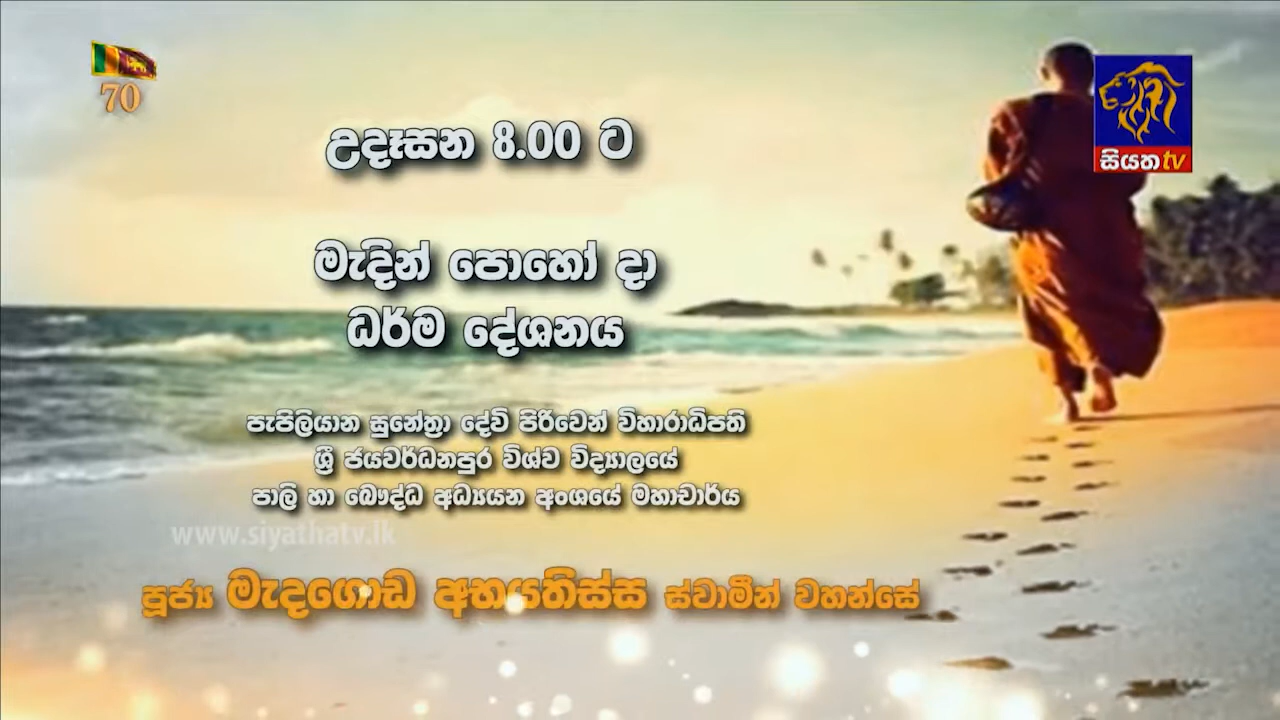 70
සියත tv
උදෑසන 8.00 ට
මැදින් පොහෝ දා
ධර්ම දේශනය
පැපිලියාන සුනේත්‍රා දේවි පිරිවෙන් විහාරාධිපති
ශ්‍රී ජයවර්ධනපුර විශ්ව විද්‍යාලයේ
පාලි හා බෞද්ධ අධ්‍යයන අංශයේ මහාචාර්ය
www.siyathatv.lk
පූජ්‍ය මැදගොඩ අභයතිස්ස ස්වාමීන් වහන්සේ